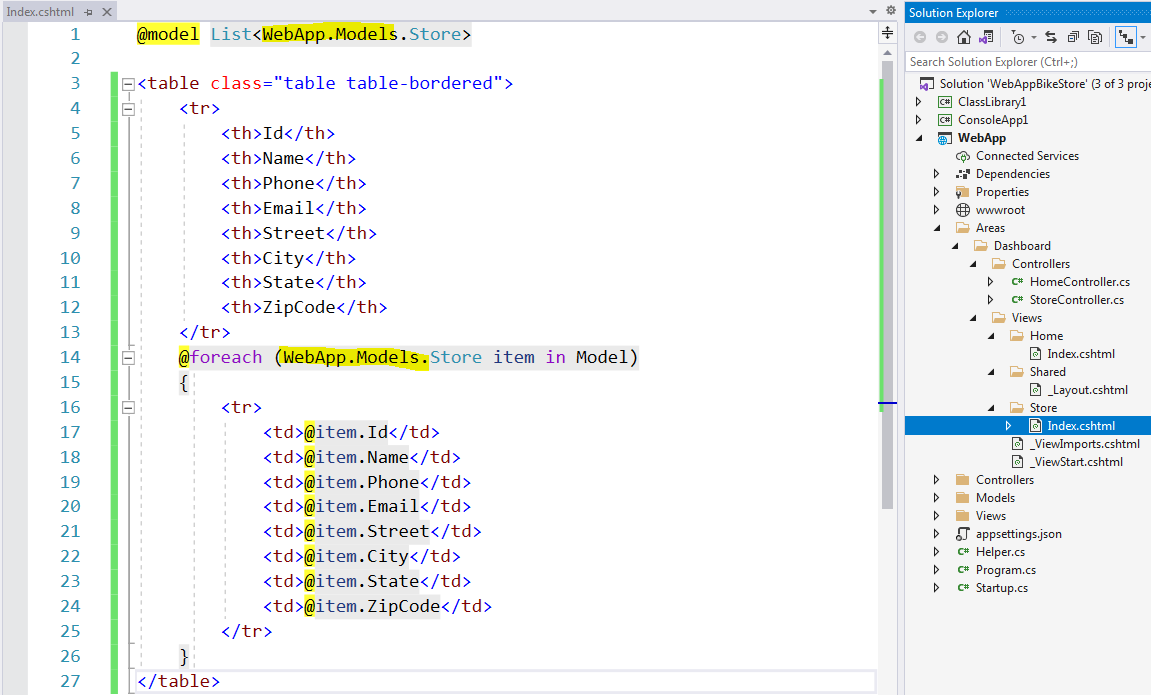 Index.cshtml
1 @model List<WebApp.Models.Store>
2
3 <table class="table table-bordered">
4 <tr>
5 <th>Id</th>
6 <th>Name</th>
7 <th>Phone</th>
8 <th>Email</th>
9 <th>Street</th>
10 <th>City</th>
11 <th>State</th>
12 <th>ZipCode</th>
13 </tr>
14 @foreach (WebApp.Models.Store item in Model)
15 {
16 <tr>
17 <td>@item.Id</td>
18 <td>@item.Name</td>
19 <td>@item.Phone</td>
20 <td>@item.Email</td>
21 <td>@item.Street</td>
22 <td>@item.City</td>
23 <td>@item.State</td>
24 <td>@item.ZipCode</td>
25 </tr>
26 }
27 </table>
Solution Explorer
Search Solution Explorer (Ctrl+;)
Solution 'WebAppBikeStore' (3 of 3 proje
C# ClassLibrary1
C# ConsoleApp1
WebApp
Connected Services
Dependencies
Properties
wwwroot
Areas
Dashboard
Controllers
C# HomeController.cs
C# StoreController.cs
Views
Home
Index.cshtml
Shared
_Layout.cshtml
Store
Index.cshtml
_ViewImports.cshtml
_ViewStart.cshtml
Controllers
Models
Views
appsettings.json
C# Helper.cs
C# Program.cs
C# Startup.cs